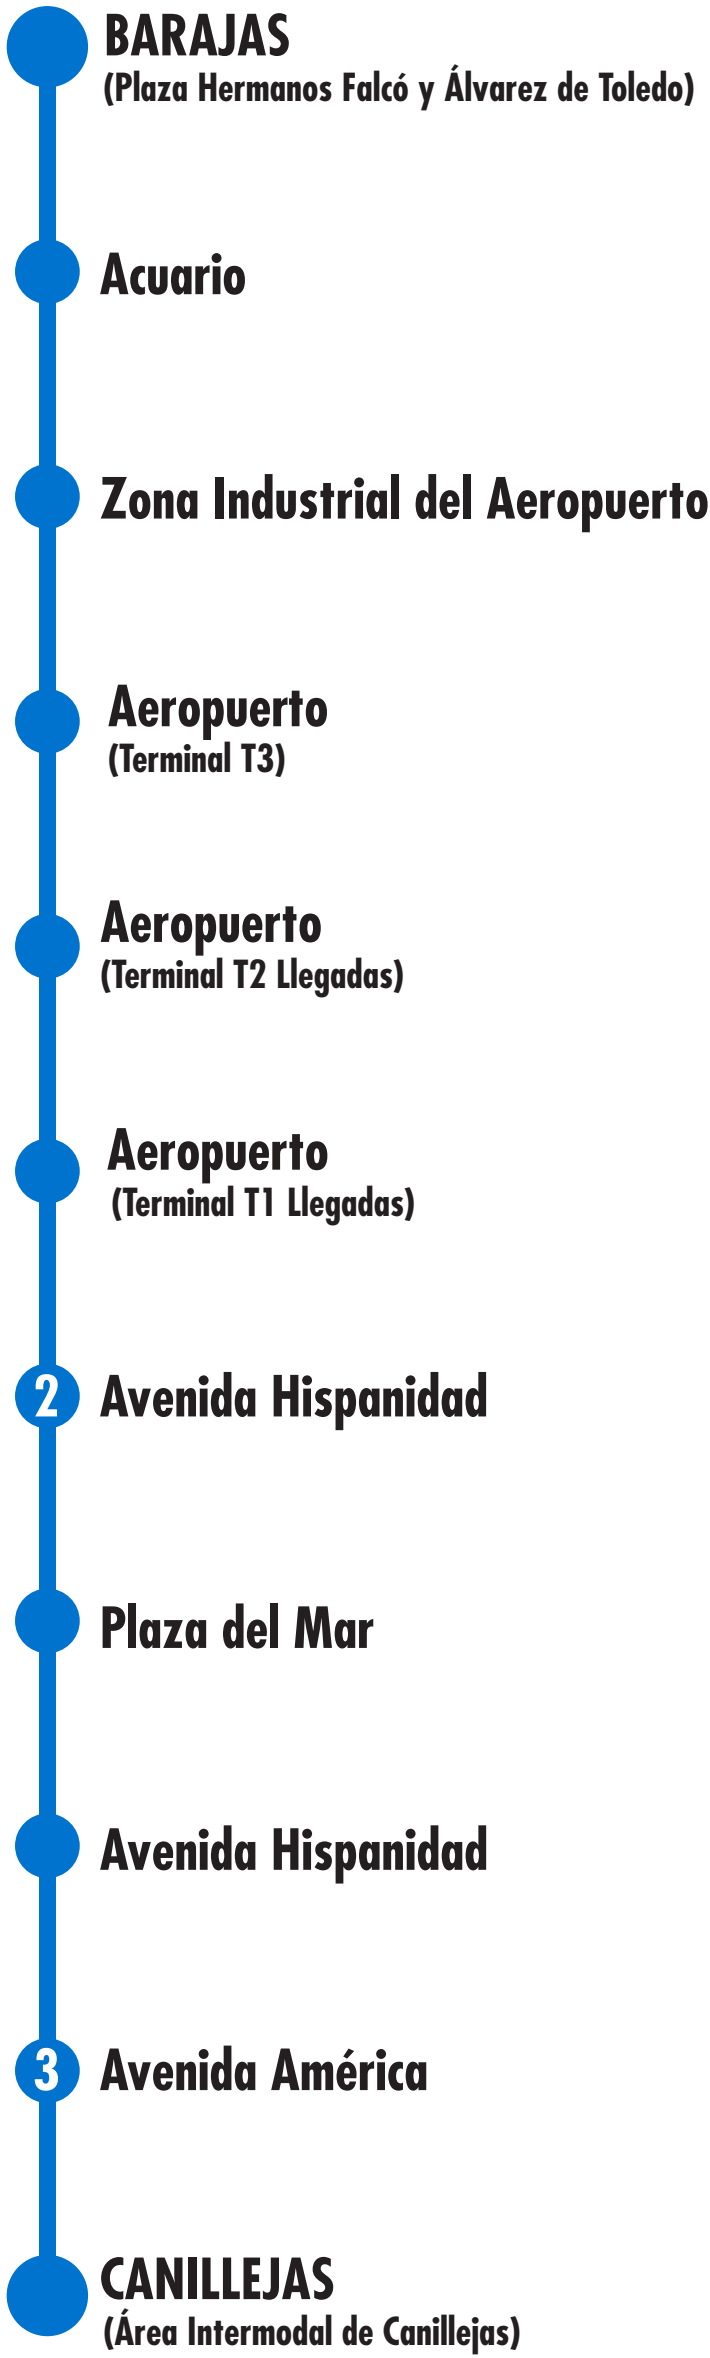 BARAJAS
(Plaza Hermanos Falcó y Álvarez de Toledo)
Acuario
Zona Industrial del Aeropuerto
Aeropuerto
(Terminal T3)
Aeropuerto
(Terminal T2 Llegadas)
Aeropuerto
(Terminal T1 Llegadas)
2 Avenida Hispanidad
Plaza del Mar
Avenida Hispanidad
3 Avenida América
CANILLEJAS
(Área Intermodal de Canillejas)